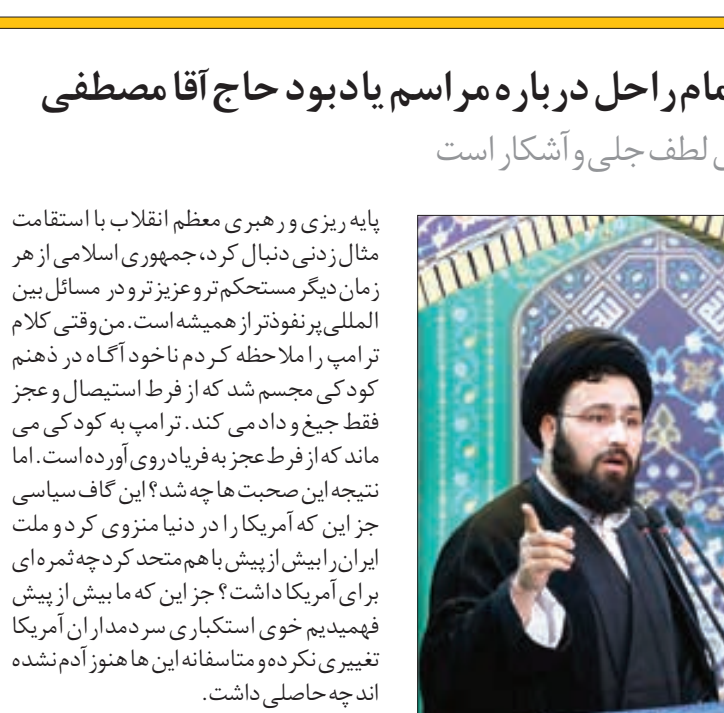 راحل درباره مراسم یادبود حاج آقا مصطفی
لطف جلی و آشکار است
پایه ریزی و رهبری معظم انقلاب با استقامت
مثال زدنی دنبال کرد، جمهوری اسلامی از هر
زمان دیگر مستحکم تر و عزیز تر و در مسائل بین
المللی پر نفوذتر از همیشه است. من وقتی کلام
ترامپ را ملاحظه کردم ناخود آگاه در ذهنم
کودکی مجسم شد که از فرط استیصال و عجز
فقط جیغ و داد می کند. ترامپ به کودکی می
ماند که از فرط عجز به فریاد روی آورده است. اما
نتیجه این صحبت ها چه شد؟ این گاف سیاسی
جز این که آمریکا را در دنیا منزوی کرد و ملت
ایران را بیش از پیش با هم متحد کرد چه ثمره ای
برای آمریکا داشت؟ جز این که ما بیش از پیش
فهمیدیم خوی استکباری سردمداران آمریکا
تغییری نکرده و متاسفانه این ها هنوز آدم نشده
اند چه حاصلی داشت.